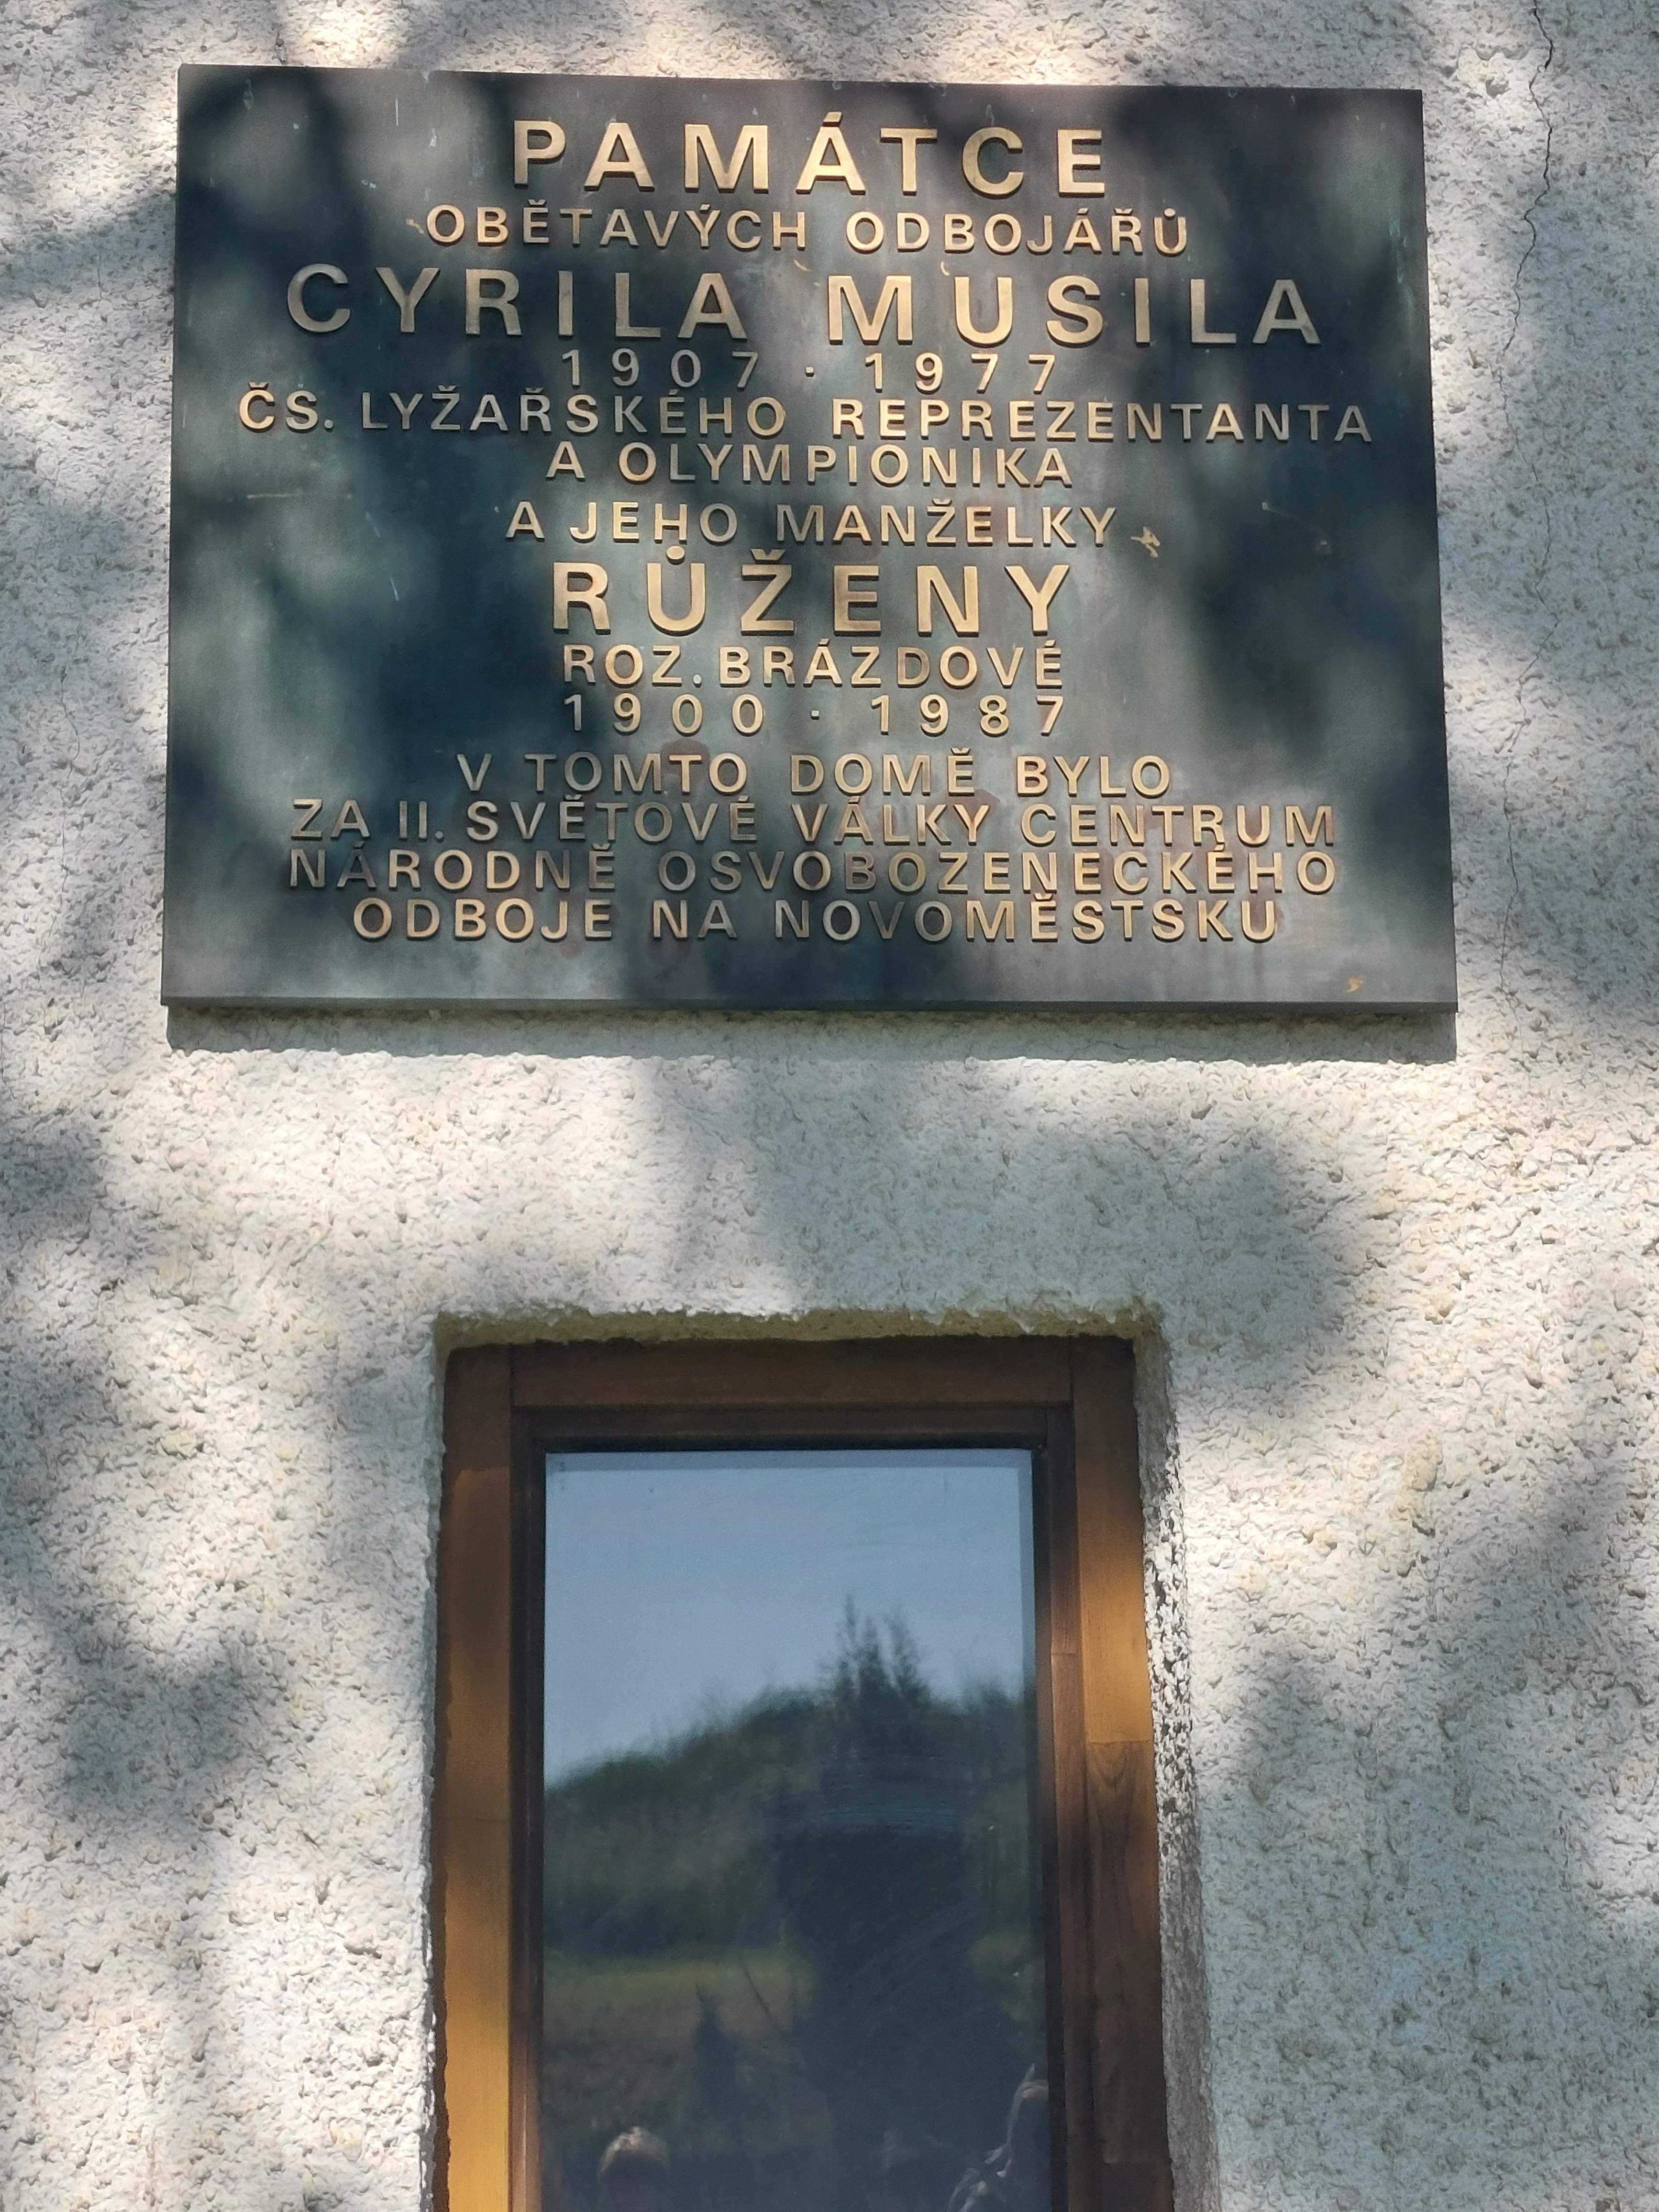 PAMÁTCE
OBĚTAVÝCH ODBOJÁŘŮ
CYRILA MUSILA
1907 · 1977
ČS. LYŽAŘSKÉHO REPREZENTANTA
A OLYMPIONIKA
A JEHO MANŽELKY
RŮŽENY
ROZ. BRÁZDOVÉ
1900 · 1987
V TOMTO DOMĚ BYLO
ZA II. SVĚTOVÉ VÁLKY CENTRUM
NÁRODNĚ OSVOBOZENECKÉHO
ODBOJE NA NOVOMĚSTSKU